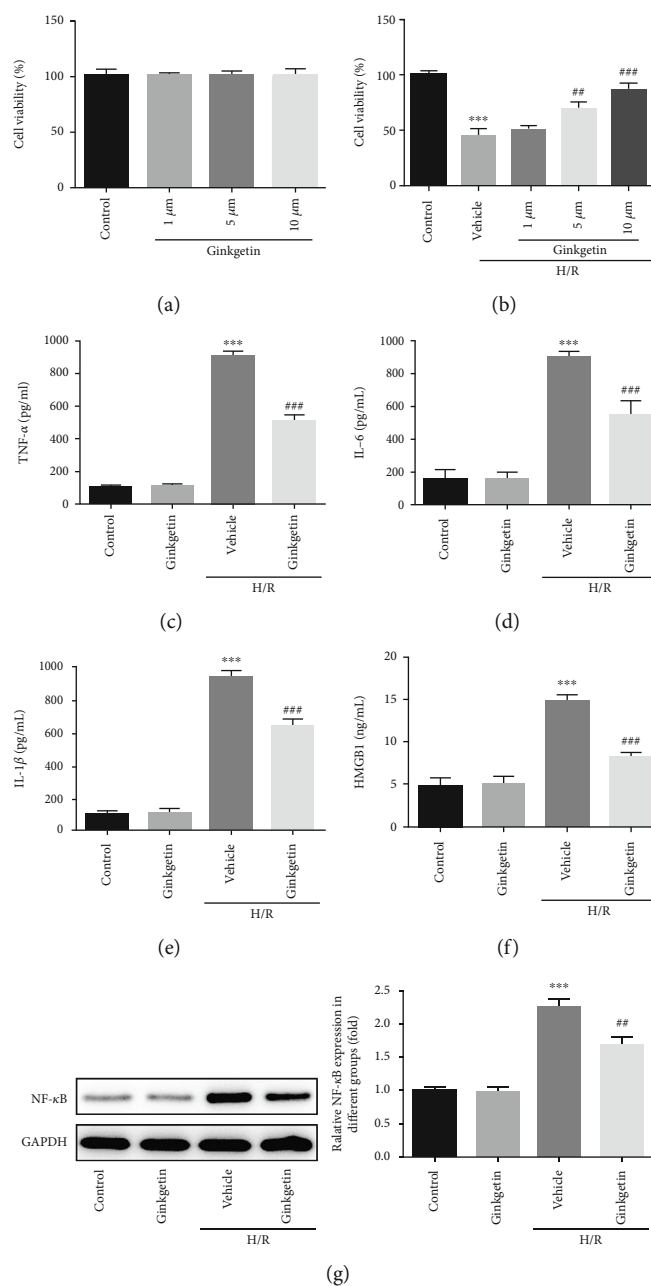 150
100
50
0
Cell viability (%)
Control
1 μm
5 μm
10 μm
Ginkgetin
(a)
150
100
50
0
Cell viability (%)
***
##
###
Control
Vehicle
1 μm
5 μm
10 μm
Ginkgetin
H/R
(b)
1000
800
600
400
200
0
TNF-α (pg/ml)
***
###
Control
Ginkgetin
Vehicle
Ginkgetin
H/R
(c)
1000
800
600
400
200
0
IL-6 (pg/mL)
***
###
Control
Ginkgetin
Vehicle
Ginkgetin
H/R
(d)
1000
800
600
400
200
0
IL-1β (pg/mL)
***
###
Control
Ginkgetin
Vehicle
Ginkgetin
H/R
(e)
20
15
10
5
0
HMGB1 (ng/mL)
***
###
Control
Ginkgetin
Vehicle
Ginkgetin
H/R
(f)
NF-κB
GAPDH
Control
Ginkgetin
Vehicle
Ginkgetin
H/R
Ralative NF-κB expression in
different groups (fold)
2.5
2.0
1.5
1.0
0.5
2.0
***
##
Control
Ginkgetin
Vehicle
Ginkgetin
H/R
(g)